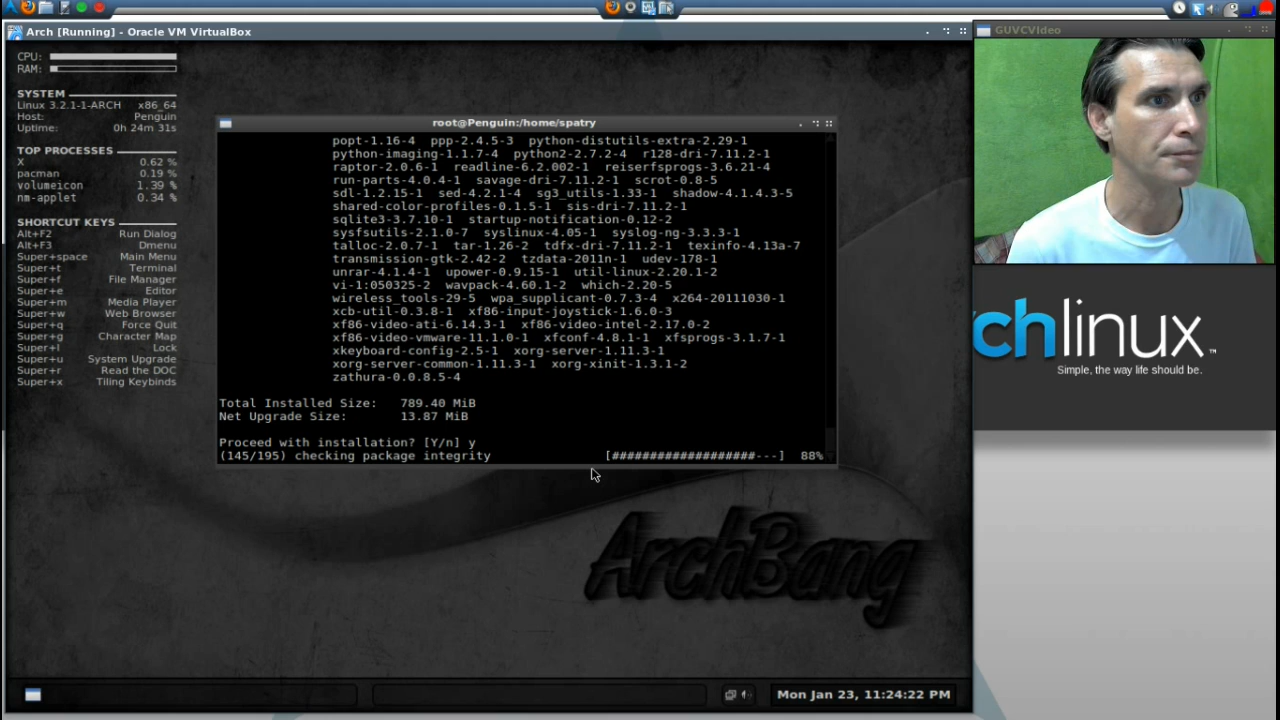 Arch [Running] - Oracle VM VirtualBox
GUVCVideo
CPU:
RAM:
SYSTEM
Linux 3.2.1-1-ARCH x86_64
Host: Penguin
Uptime: 0h 24m 31s
TOP PROCESSES
X 0.62 %
pacman 0.19 %
volumeicon 1.39 %
nm-applet 0.34 %
SHORTCUT KEYS
Alt+F2 Run Dialog
Alt+F3 Dmenu
Super+space Main Menu
Super+t Terminal
Super+f File Manager
Super+e Editor
Super+m Media Player
Super+w Web Browser
Super+q Force Quit
Super+g Character Map
Super+l Lock
Super+u System Upgrade
Super+r Read the DOC
Super+x Tiling Keybinds
root@Penguin:/home/spatry
popt-1.16-4 ppp-2.4.5-3 python-distutils-extra-2.29-1
python-imaging-1.1.7-4 python2-2.7.2-4 r128-dri-7.11.2-1
raptor-2.0.6-1 readline-6.2.002-1 reiserfsprogs-3.6.21-4
run-parts-4.0.4-1 savage-dri-7.11.2-1 scrot-0.8-5
sdl-1.2.15-1 sed-4.2.1-4 sg3_utils-1.33-1 shadow-4.1.4.3-5
shared-color-profiles-0.1.5-1 sis-dri-7.11.2-1
sqlite3-3.7.10-1 startup-notification-0.12-2
sysfsutils-2.1.0-7 syslinux-4.05-1 syslog-ng-3.3.3-1
talloc-2.0.7-1 tar-1.26-2 tdfx-dri-7.11.2-1 texinfo-4.13a-7
transmission-gtk-2.42-2 tzdata-2011n-1 udev-178-1
unrar-4.1.4-1 upower-0.9.15-1 util-linux-2.20.1-2
vi-1:050325-2 wavpack-4.60.1-2 which-2.20-5
wireless_tools-29-5 wpa_supplicant-0.7.3-4 x264-20111030-1
xcb-util-0.3.8-1 xf86-input-joystick-1.6.0-3
xf86-video-ati-6.14.3-1 xf86-video-intel-2.17.0-2
xf86-video-vmware-11.1.0-1 xfconf-4.8.1-1 xfsprogs-3.1.7-1
xkeyboard-config-2.5-1 xorg-server-1.11.3-1
xorg-server-common-1.11.3-1 xorg-xinit-1.3.1-2
zathura-0.0.8.5-4
Total Installed Size: 789.40 MiB
Net Upgrade Size: 13.87 MiB
Proceed with installation? [Y/n] y
(145/195) checking package integrity [###################---] 88%
chlinux
™
Simple, the way life should be.
ArchBang
Mon Jan 23, 11:24:22 PM